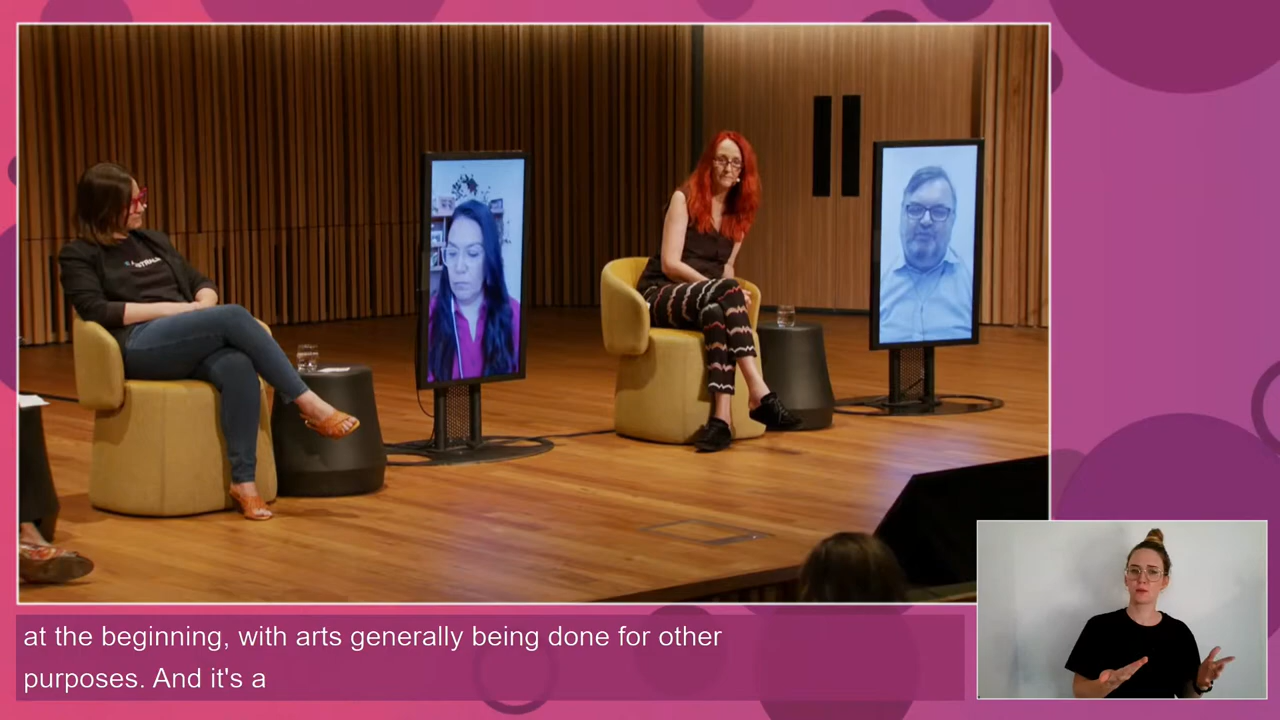 at the beginning, with arts generally being done for other
purposes. And it's a